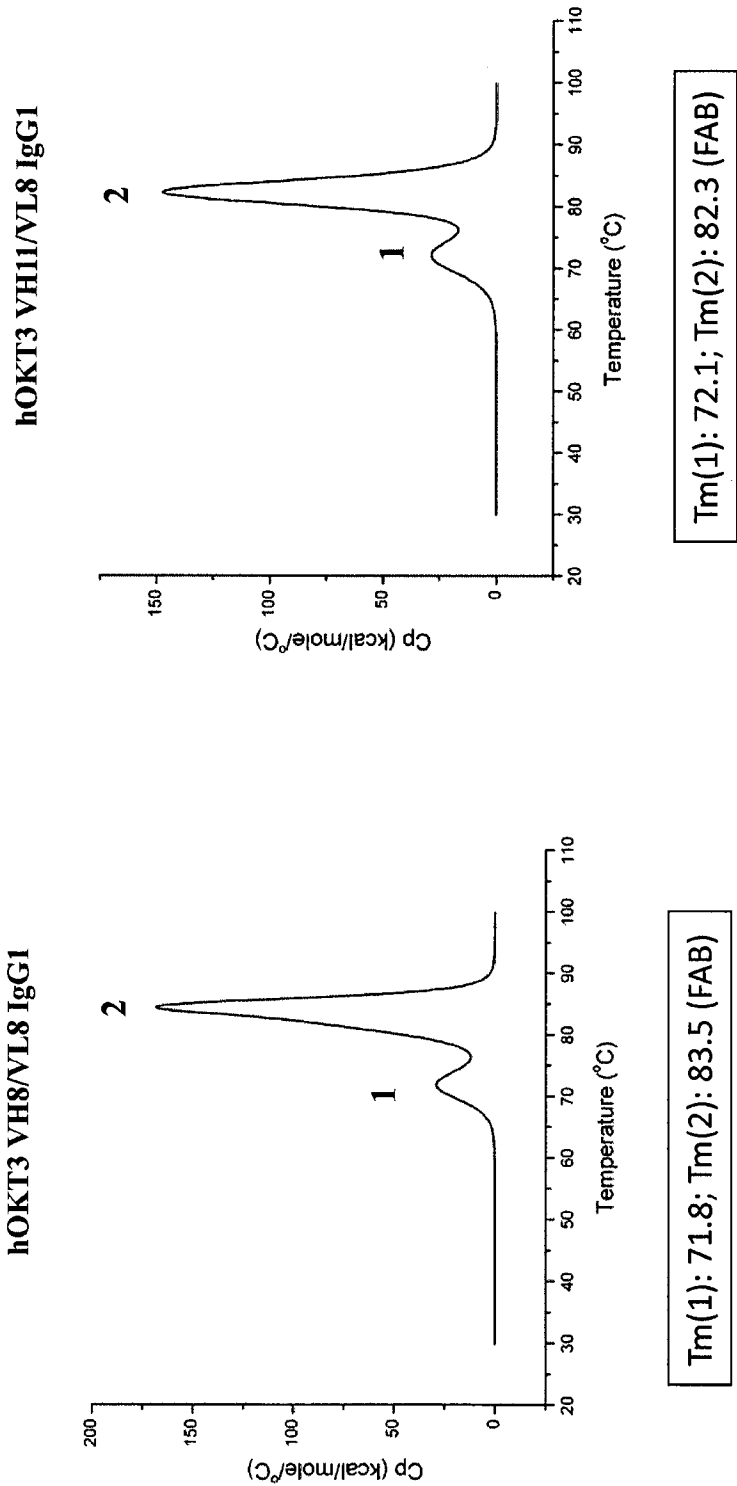 hOKT3 VH8/VL8 IgG1
2
1
200
150
100
50
0
Cp (kcal/mole/°C)
20 30 40 50 60 70 80 90 100 110
Temperature (°C)
Tm(1): 71.8; Tm(2): 83.5 (FAB)
hOKT3 VH11/VL8 IgG1
2
1
150
100
50
0
Cp (kcal/mole/°C)
20 30 40 50 60 70 80 90 100 110
Temperature (°C)
Tm(1): 72.1; Tm(2): 82.3 (FAB)